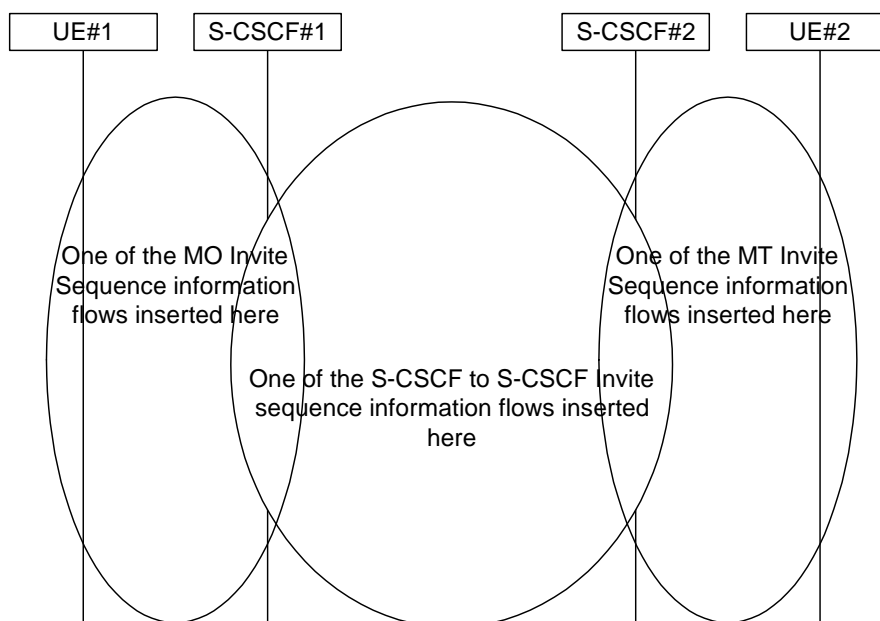 UE#1
S-CSCF#1
S-CSCF#2
UE#2
One of the MO Invite
Sequence information
flows inserted here
One of the MT Invite
Sequence information
flows inserted here
One of the S-CSCF to S-CSCF Invite
sequence information flows inserted
here